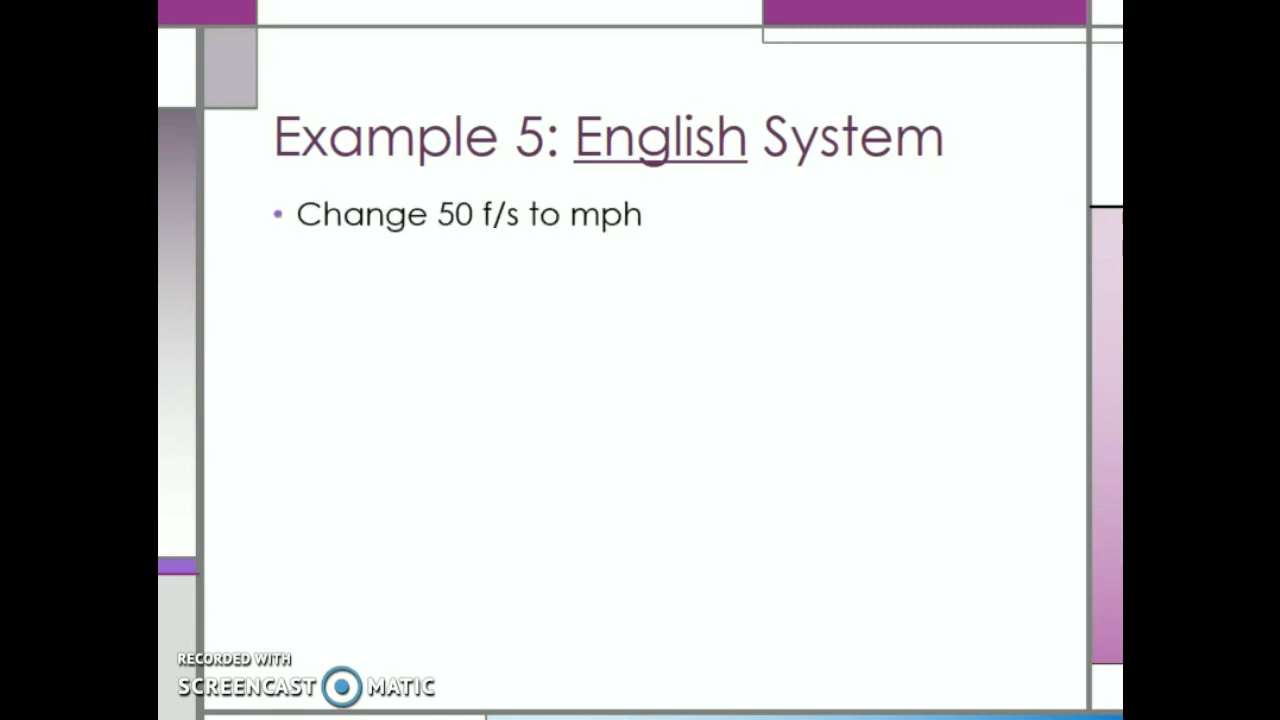 Example 5: English System
• Change 50 f/s to mph
RECORDED WITH
SCREENCAST MATIC